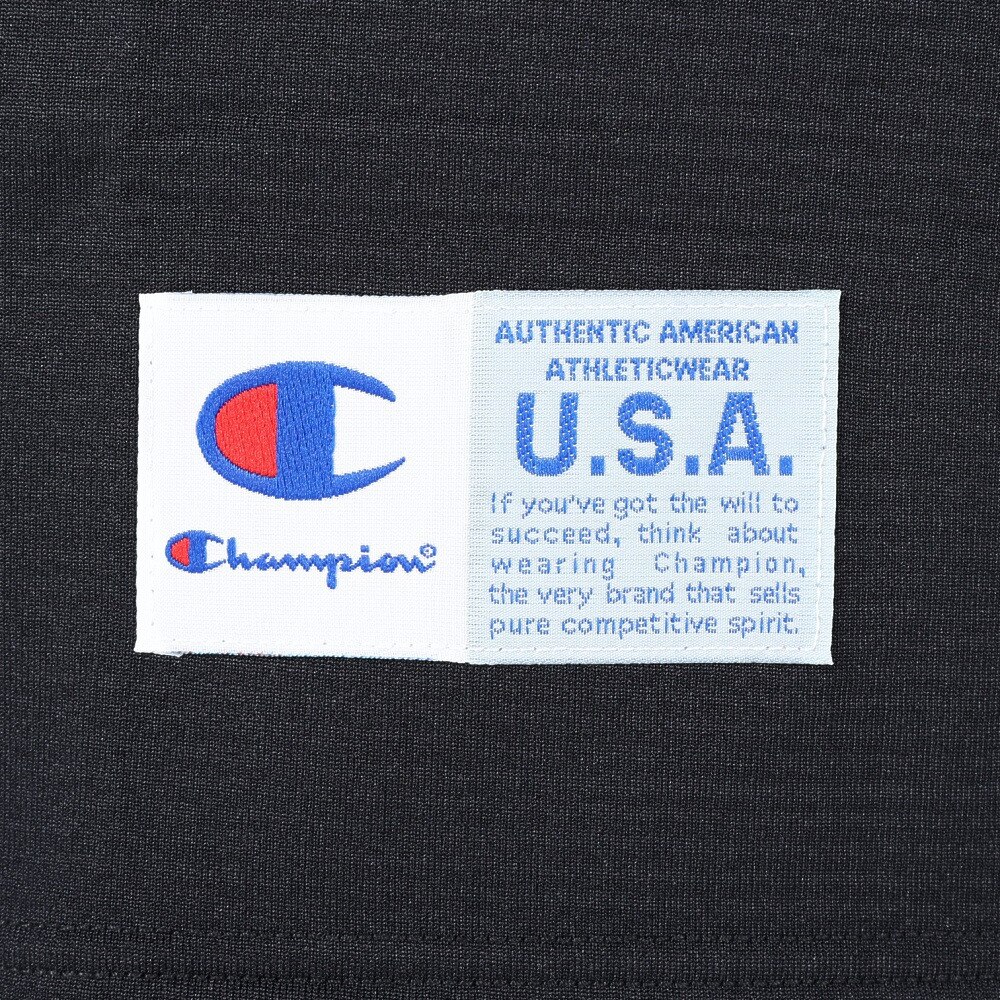 Champion®
AUTHENTIC AMERICAN
ATHLETICWEAR
U.S.A.
If you've got the will to
succeed, think about
wearing Champion,
the very brand that sells
pure competitive spirit.